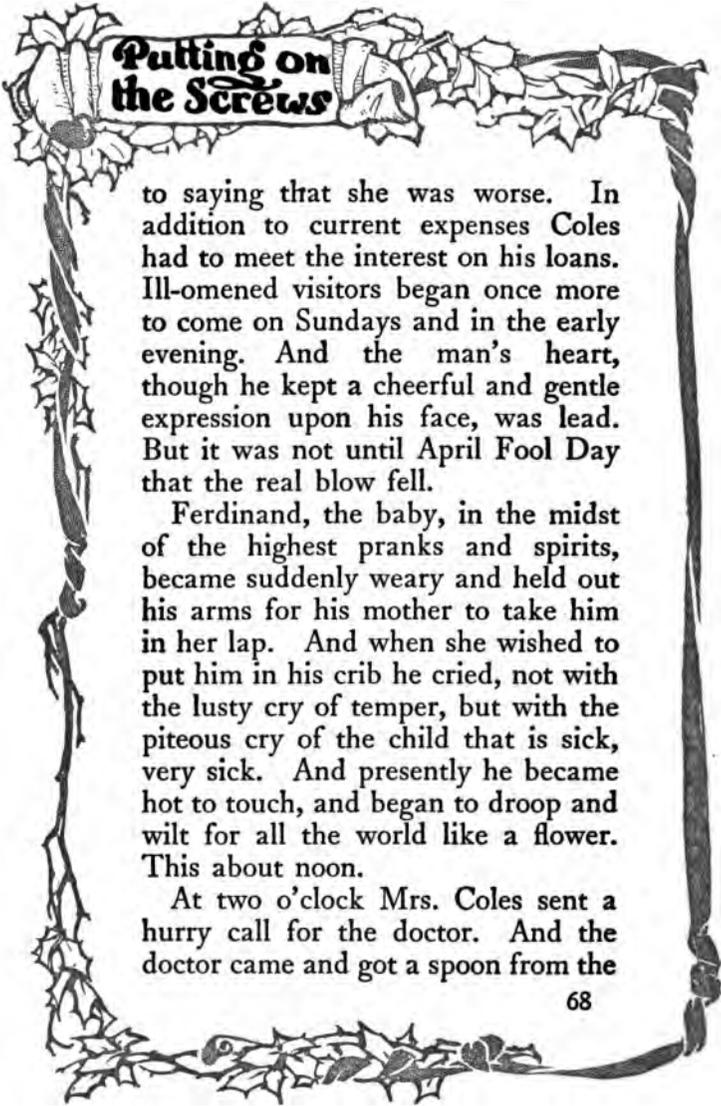 Putting on
the Screws
to saying that she was worse. In
addition to current expenses Coles
had to meet the interest on his loans.
Ill-omened visitors began once more
to come on Sundays and in the early
evening. And the man's heart,
though he kept a cheerful and gentle
expression upon his face, was lead.
But it was not until April Fool Day
that the real blow fell.
Ferdinand, the baby, in the midst
of the highest pranks and spirits,
became suddenly weary and held out
his arms for his mother to take him
in her lap. And when she wished to
put him in his crib he cried, not with
the lusty cry of temper, but with the
piteous cry of the child that is sick,
very sick. And presently he became
hot to touch, and began to droop and
wilt for all the world like a flower.
This about noon.
At two o'clock Mrs. Coles sent a
hurry call for the doctor. And the
doctor came and got a spoon from the
68